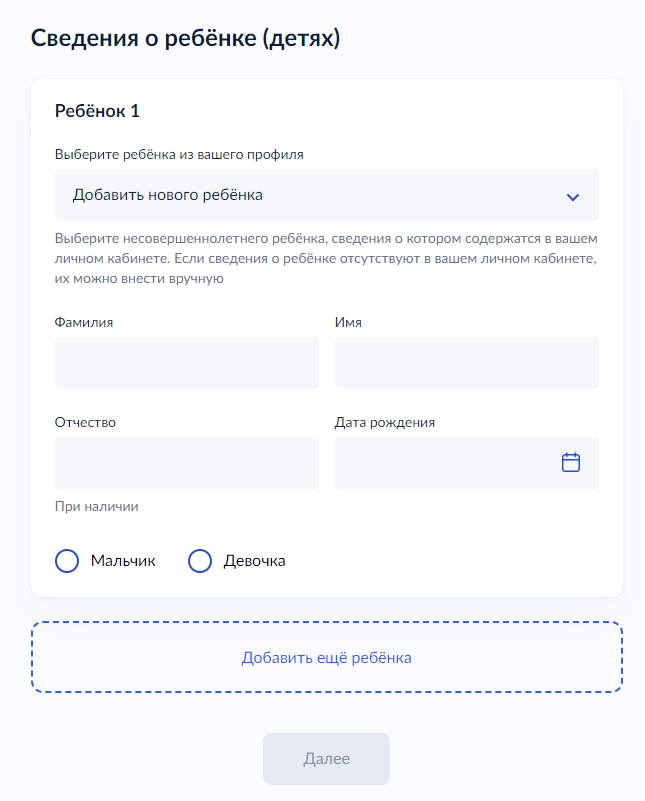 Сведения о ребёнке (детях)
Ребёнок 1
Выберите ребёнка из вашего профиля
Добавить нового ребёнка
Выберите несовершеннолетнего ребёнка, сведения о котором содержатся в вашем
личном кабинете. Если сведения о ребёнке отсутствуют в вашем личном кабинете,
их можно внести вручную
Фамилия
Имя
Отчество
Дата рождения
При наличии
Мальчик
Девочка
Добавить ещё ребёнка
Далее